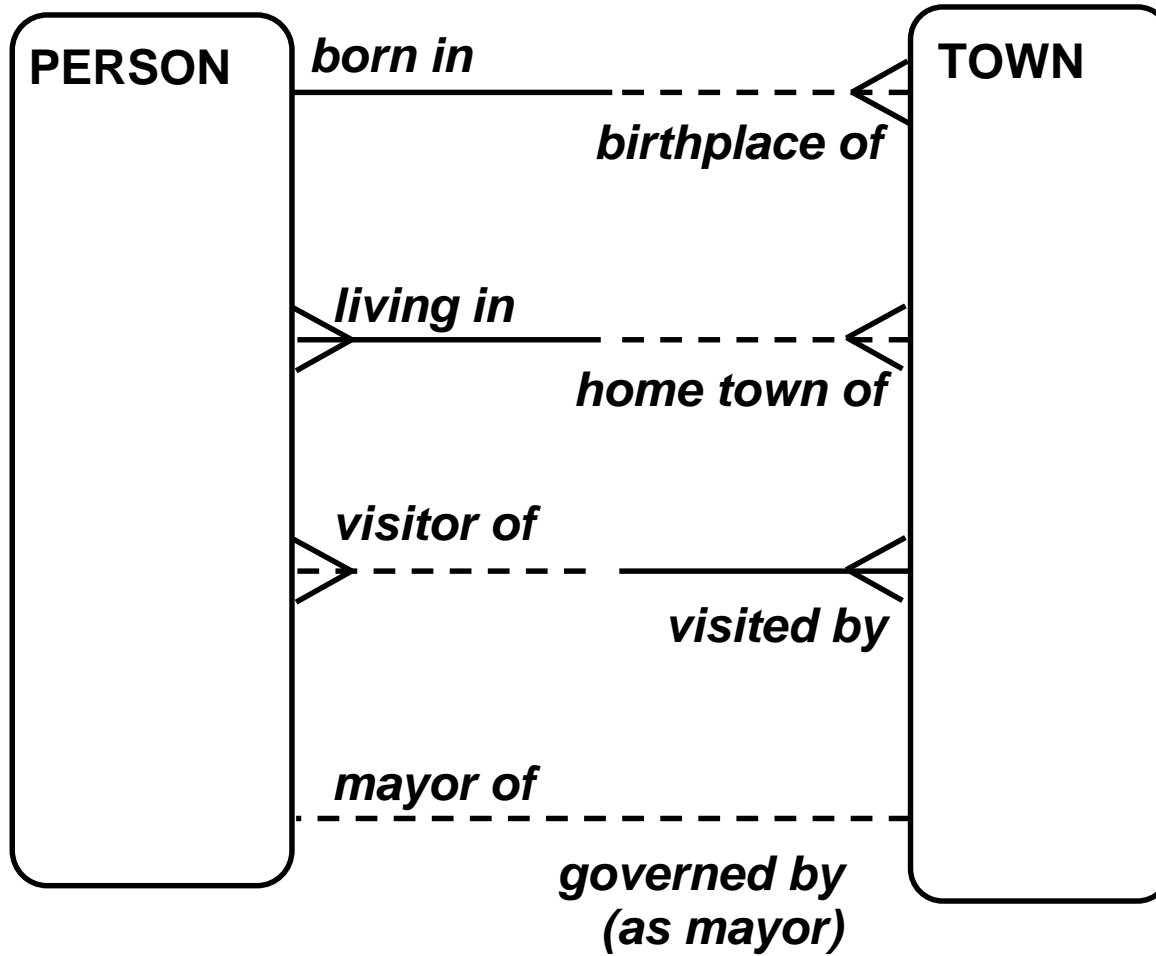 PERSON
born in
TOWN
birthplace of
living in
home town of
visitor of
visited by
mayor of
governed by
(as mayor)